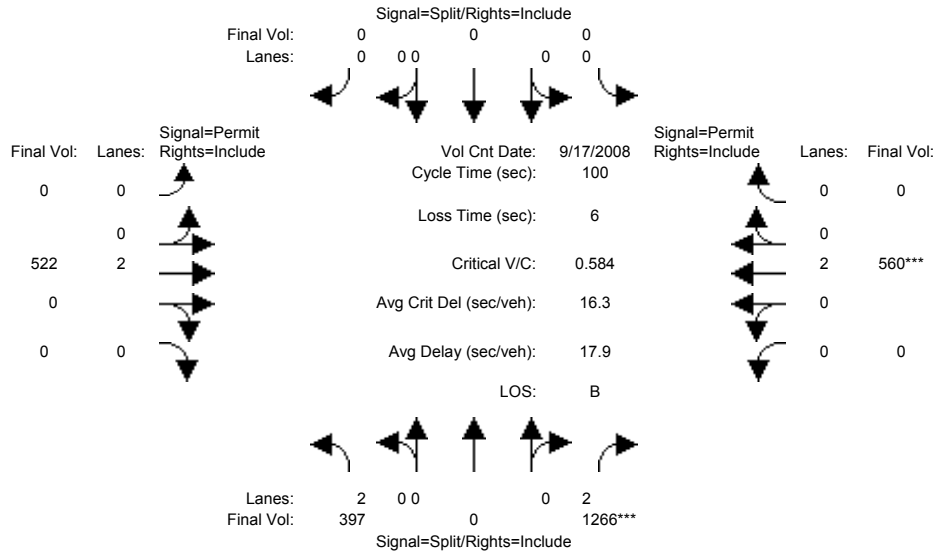 Signal=Split/Rights=Include
Final Vol: 0 0 0
Lanes: 0 0 0 0 0
Signal=Permit Signal=Permit
Final Vol: Lanes: Rights=Include Vol Cnt Date: 9/17/2008 Rights=Include Lanes: Final Vol:
Cycle Time (sec): 100
0 0 0 0
Loss Time (sec): 6
0 0
522 2 Critical V/C: 0.584 2 560***
0 Avg Crit Del (sec/veh): 16.3 0
0 0 Avg Delay (sec/veh): 17.9 0 0
LOS: B
Lanes: 2 0 0 0 2
Final Vol: 397 0 1266***
Signal=Split/Rights=Include